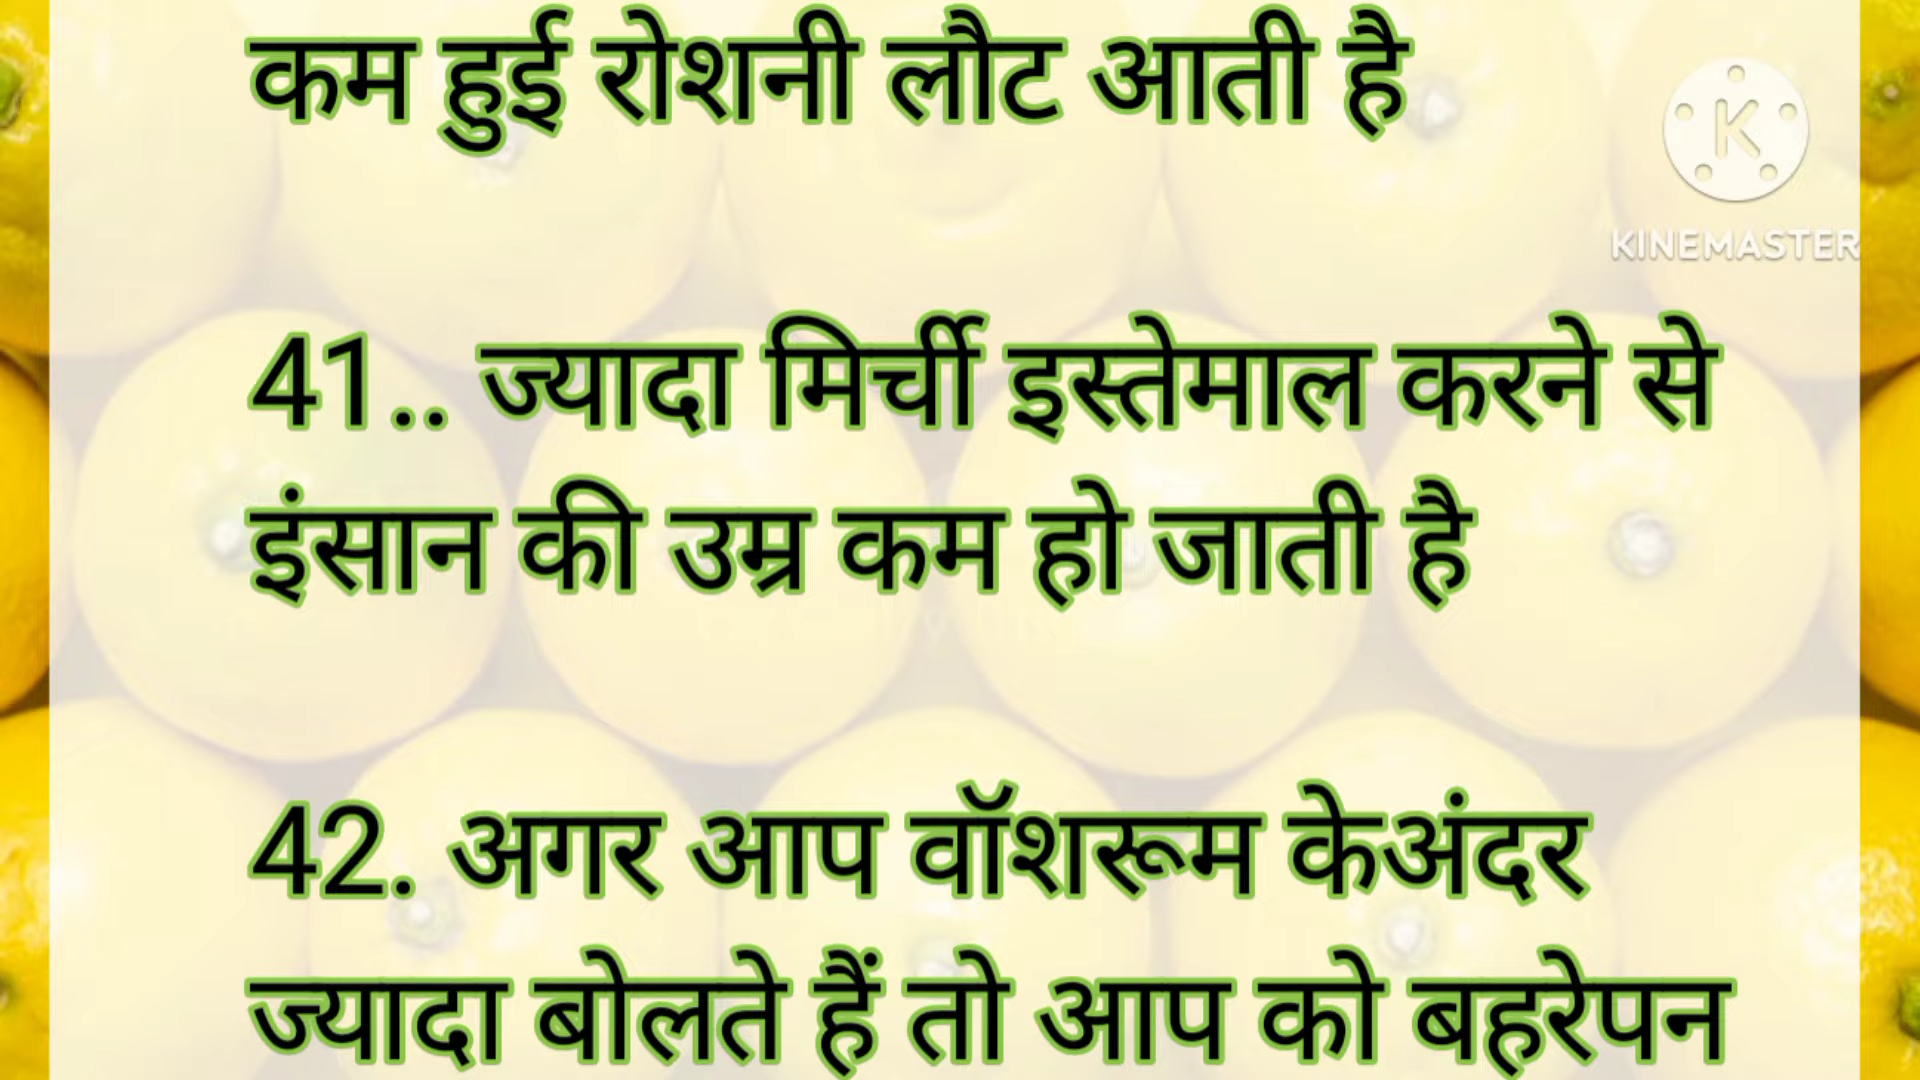 कम हुई रोशनी लौट आती है
KINEMASTER
41.. ज्यादा मिर्ची इस्तेमाल करने से
इंसान की उम्र कम हो जाती है
42. अगर आप वॉशरूम केअंदर
ज्यादा बोलते हैं तो आप को बहरेपन